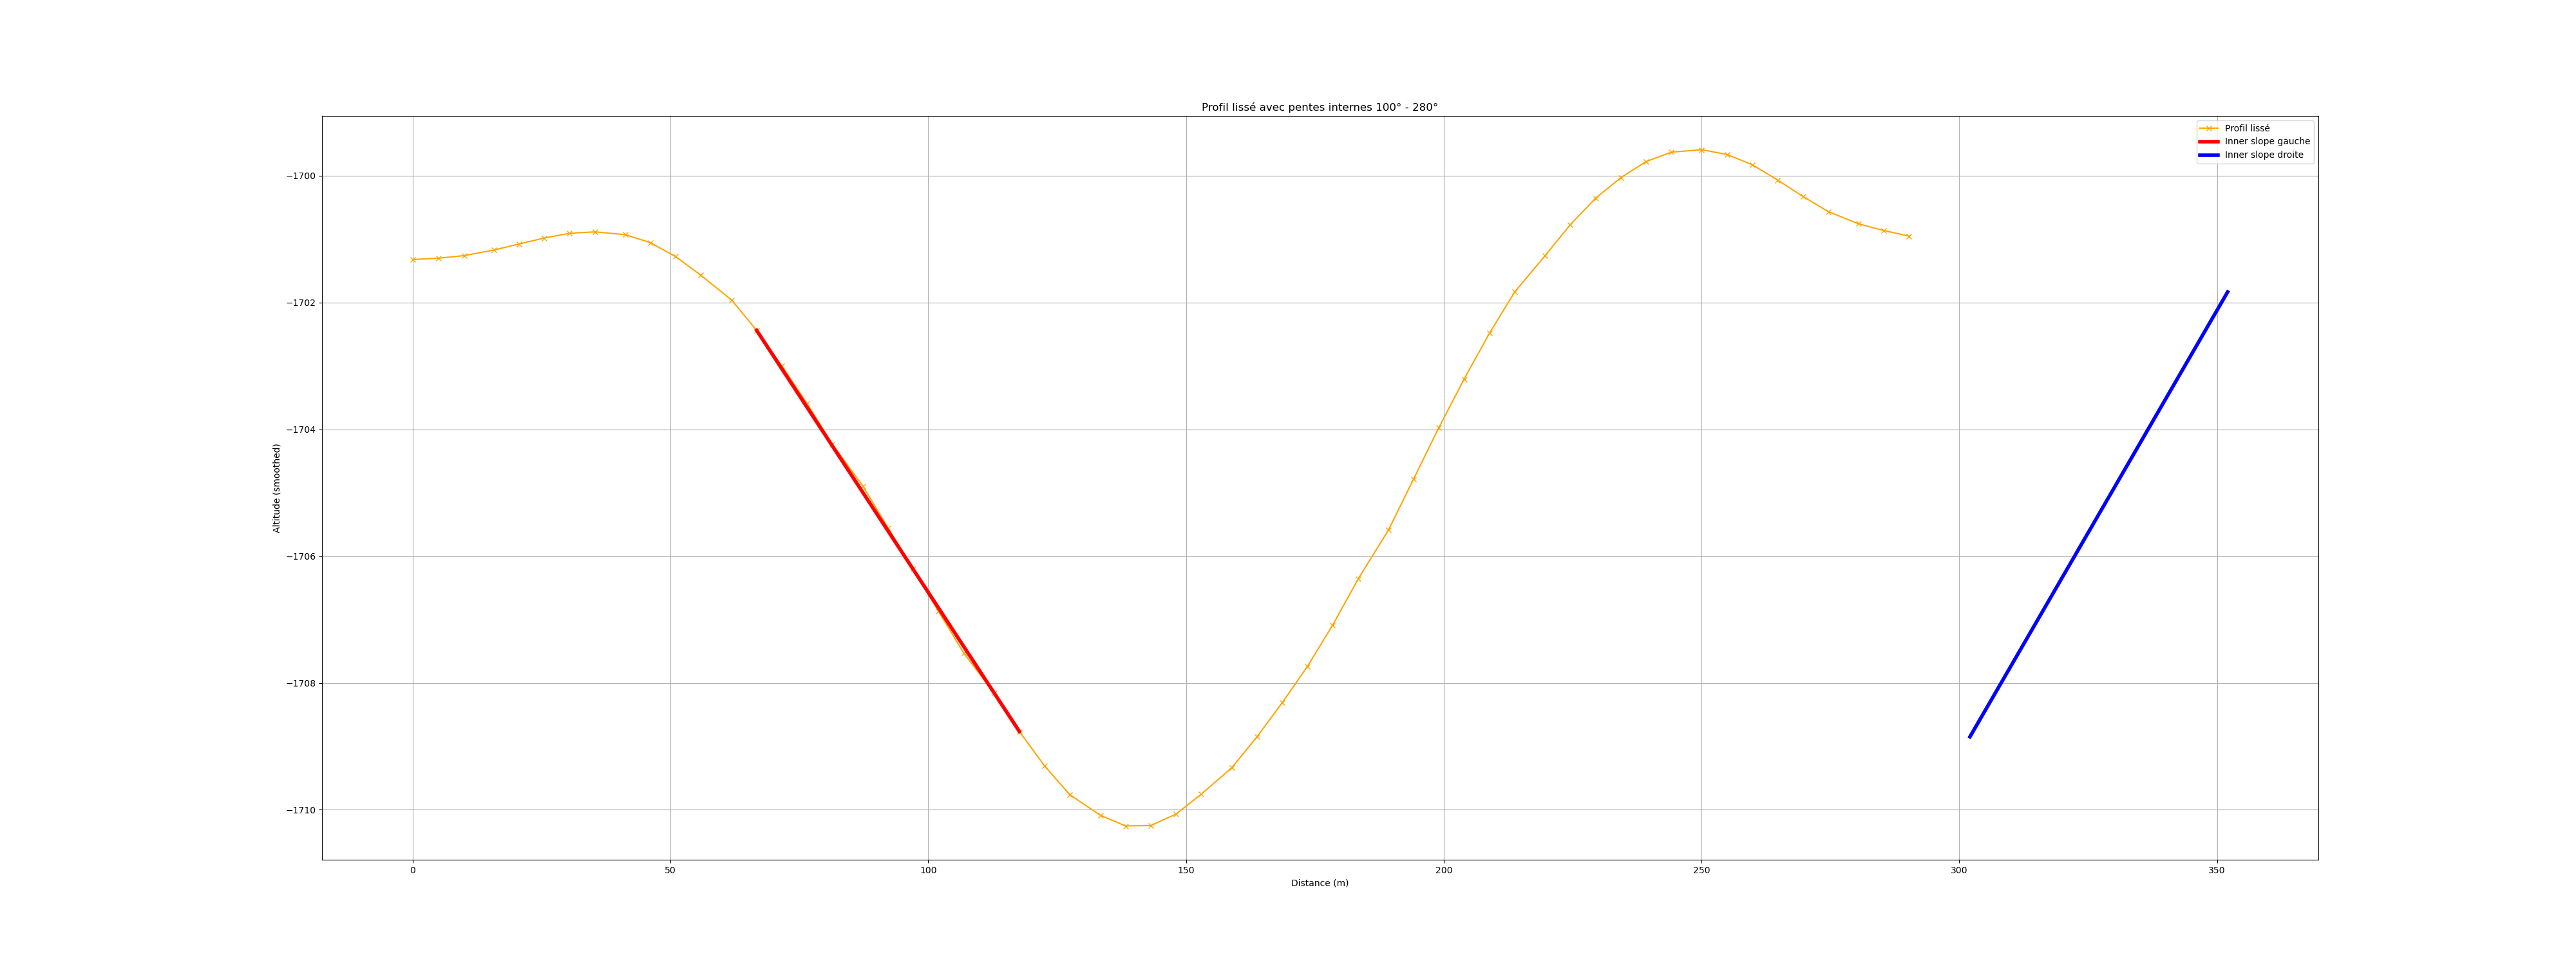 Profil lissé avec pentes internes 100° - 280°
Profil lissé
Inner slope gauche
Inner slope droite
−1700
−1702
−1704
−1706
−1708
−1710
Altitude (smoothed)
0
50
100
150
200
250
300
350
Distance (m)